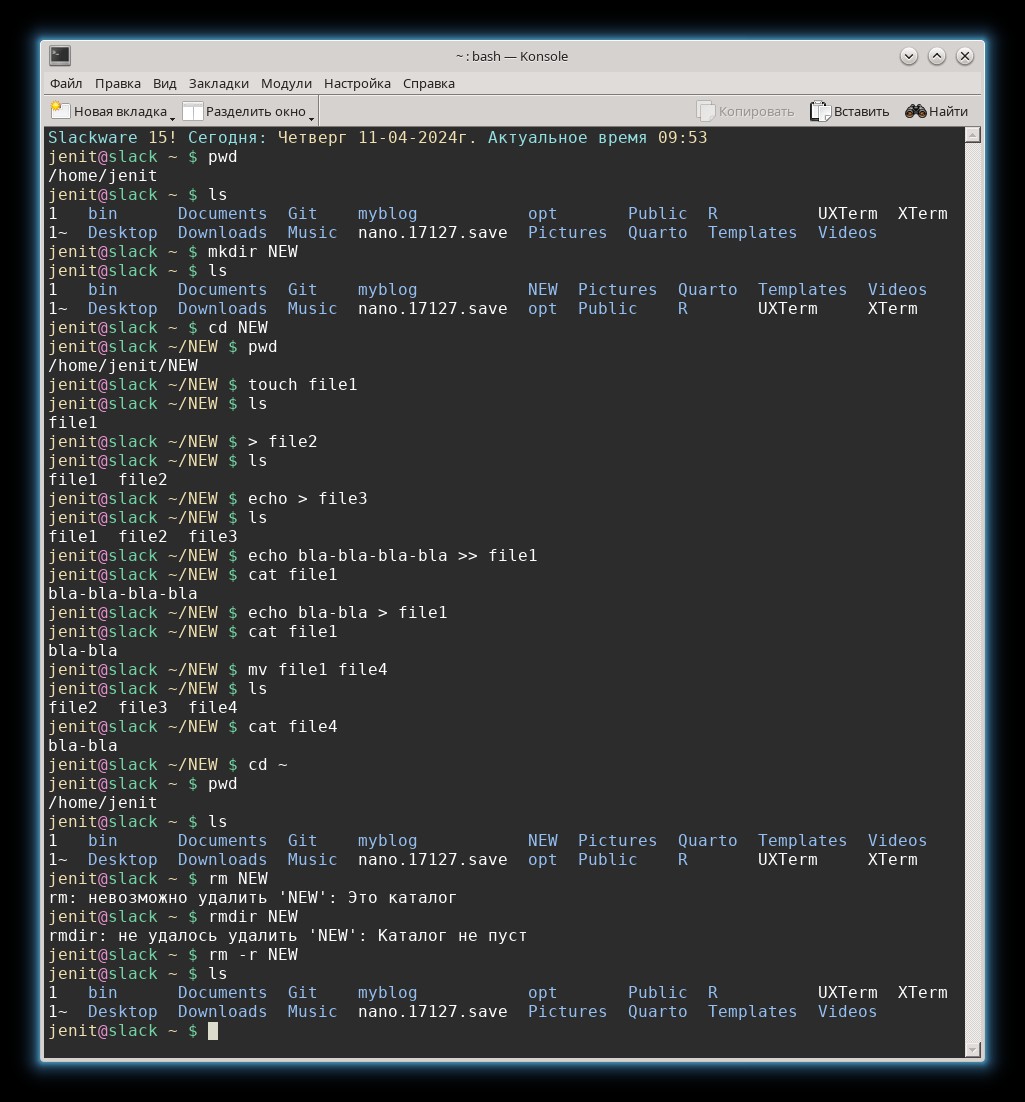 ~ : bash — Konsole
Файл Правка Вид Закладки Модули Настройка Справка
Новая вкладка Разделить окно Копировать Вставить Найти
Slackware 15! Сегодня: Четверг 11-04-2024г. Актуальное время 09:53
jenit@slack ~ $ pwd
/home/jenit
jenit@slack ~ $ ls
1   bin      Documents  Git    myblog           opt       Public  R          UXTerm  XTerm
1~  Desktop  Downloads  Music  nano.17127.save  Pictures  Quarto  Templates  Videos
jenit@slack ~ $ mkdir NEW
jenit@slack ~ $ ls
1   bin      Documents  Git    myblog           NEW  Pictures  Quarto  Templates  Videos
1~  Desktop  Downloads  Music  nano.17127.save  opt  Public    R       UXTerm     XTerm
jenit@slack ~ $ cd NEW
jenit@slack ~/NEW $ pwd
/home/jenit/NEW
jenit@slack ~/NEW $ touch file1
jenit@slack ~/NEW $ ls
file1
jenit@slack ~/NEW $ > file2
jenit@slack ~/NEW $ ls
file1  file2
jenit@slack ~/NEW $ echo > file3
jenit@slack ~/NEW $ ls
file1  file2  file3
jenit@slack ~/NEW $ echo bla-bla-bla-bla >> file1
jenit@slack ~/NEW $ cat file1
bla-bla-bla-bla
jenit@slack ~/NEW $ echo bla-bla > file1
jenit@slack ~/NEW $ cat file1
bla-bla
jenit@slack ~/NEW $ mv file1 file4
jenit@slack ~/NEW $ ls
file2  file3  file4
jenit@slack ~/NEW $ cat file4
bla-bla
jenit@slack ~/NEW $ cd ~
jenit@slack ~ $ pwd
/home/jenit
jenit@slack ~ $ ls
1   bin      Documents  Git    myblog           NEW  Pictures  Quarto  Templates  Videos
1~  Desktop  Downloads  Music  nano.17127.save  opt  Public    R       UXTerm     XTerm
jenit@slack ~ $ rm NEW
rm: невозможно удалить 'NEW': Это каталог
jenit@slack ~ $ rmdir NEW
rmdir: не удалось удалить 'NEW': Каталог не пуст
jenit@slack ~ $ rm -r NEW
jenit@slack ~ $ ls
1   bin      Documents  Git    myblog           opt       Public  R          UXTerm  XTerm
1~  Desktop  Downloads  Music  nano.17127.save  Pictures  Quarto  Templates  Videos
jenit@slack ~ $